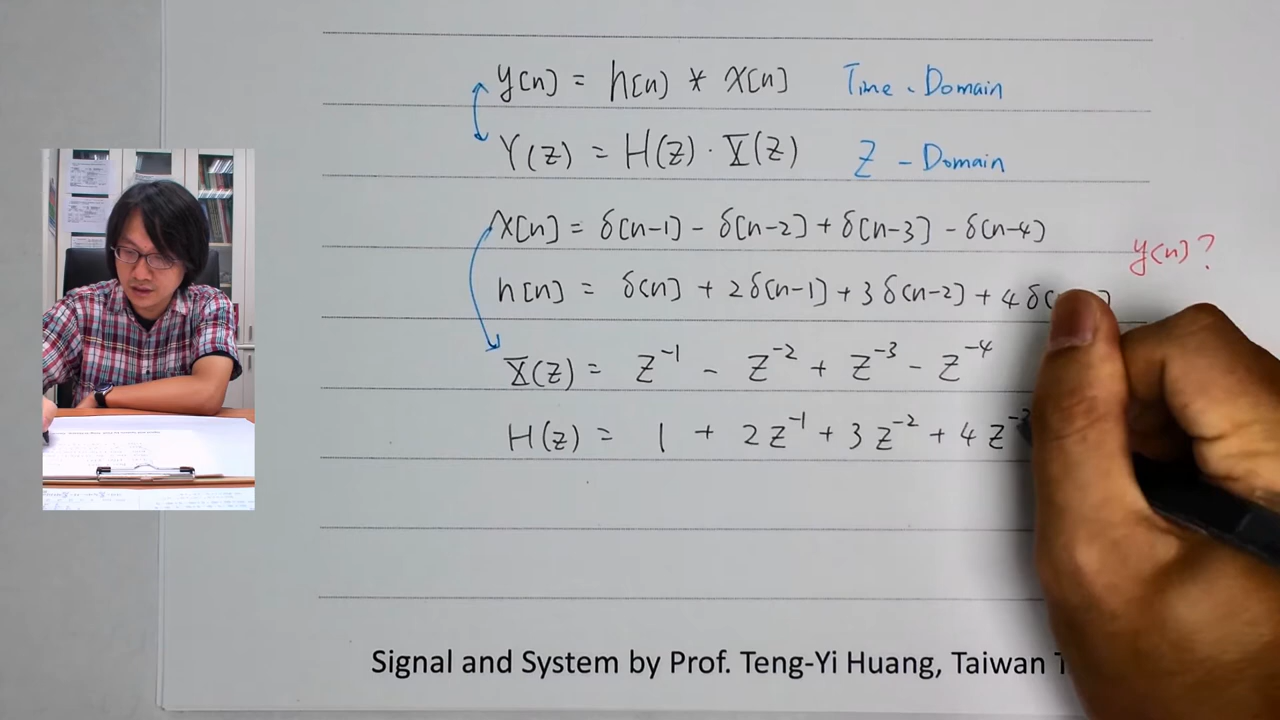 y[n] = h[n] * x[n] Time-Domain
Y(z) = H(z) · X(z) Z-Domain
x[n] = δ[n-1] - δ[n-2] + δ[n-3] - δ[n-4]
y[n]?
h[n] = δ[n] + 2δ[n-1] + 3δ[n-2] + 4δ[
X(z) = z⁻¹ - z⁻² + z⁻³ - z⁻⁴
H(z) = 1 + 2z⁻¹ + 3z⁻² + 4z
Signal and System by Prof. Teng-Yi Huang, Taiwan